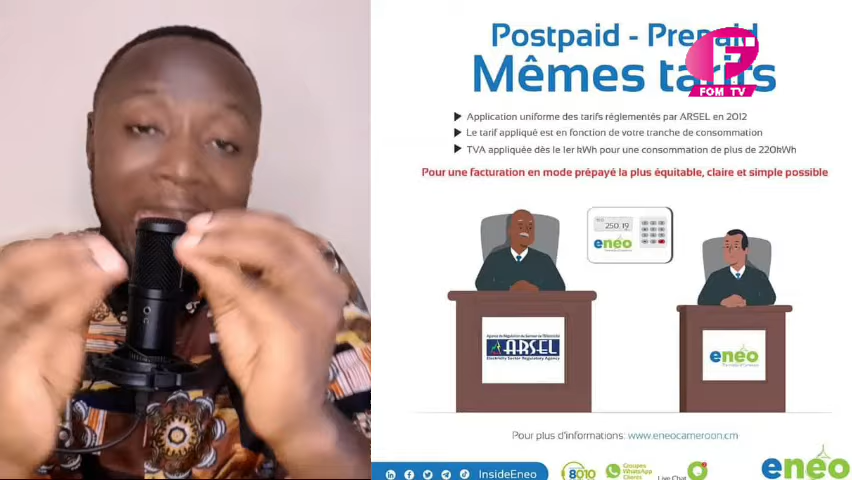 Postpaid - Prepaid
FOM TV
Mêmes tarifs
Application uniforme des tarifs réglementés par ARSEL en 2012
Le tarif appliqué est en fonction de votre tranche de consommation
TVA appliquée dès le 1er kWh pour une consommation de plus de 220kWh
Pour une facturation en mode prépayé la plus équitable, claire et simple possible
250.19
eneo
ARSEL
Electricity Sector Regulatory Agency
eneo
Pour plus d'informations: www.eneocameroon.cm
InsideEneo
8010
Groupes
WhatsApp
Clients
Live Chat
eneo